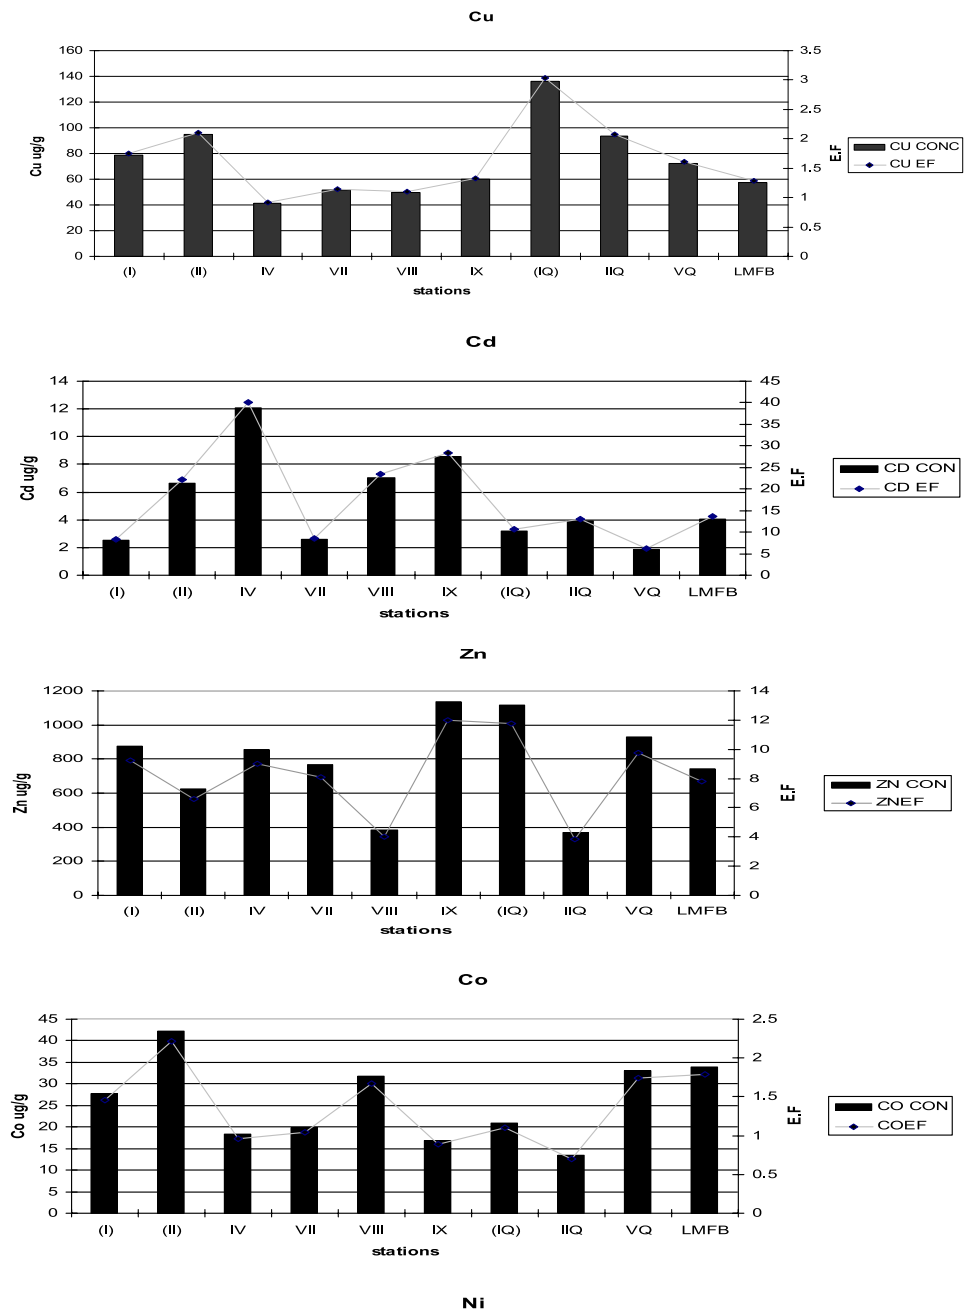 Cu
160 140 120 100 80 60 40 20 0
Cu ug/g
3.5 3 2.5 2 1.5 1 0.5 0
E.F
CU CONC
CU EF
(I) (II) IV VII VIII IX (IQ) IIQ VQ LMFB
stations
Cd
14 12 10 8 6 4 2 0
Cd ug/g
45 40 35 30 25 20 15 10 5 0
E.F
CD CON
CD EF
(I) (II) IV VII VIII IX (IQ) IIQ VQ LMFB
stations
Zn
1200 1000 800 600 400 200 0
Zn ug/g
14 12 10 8 6 4 2 0
E.F
ZN CON
ZNEF
(I) (II) IV VII VIII IX (IQ) IIQ VQ LMFB
stations
Co
45 40 35 30 25 20 15 10 5 0
Co ug/g
2.5 2 1.5 1 0.5 0
E.F
CO CON
COEF
(I) (II) IV VII VIII IX (IQ) IIQ VQ LMFB
stations
Ni